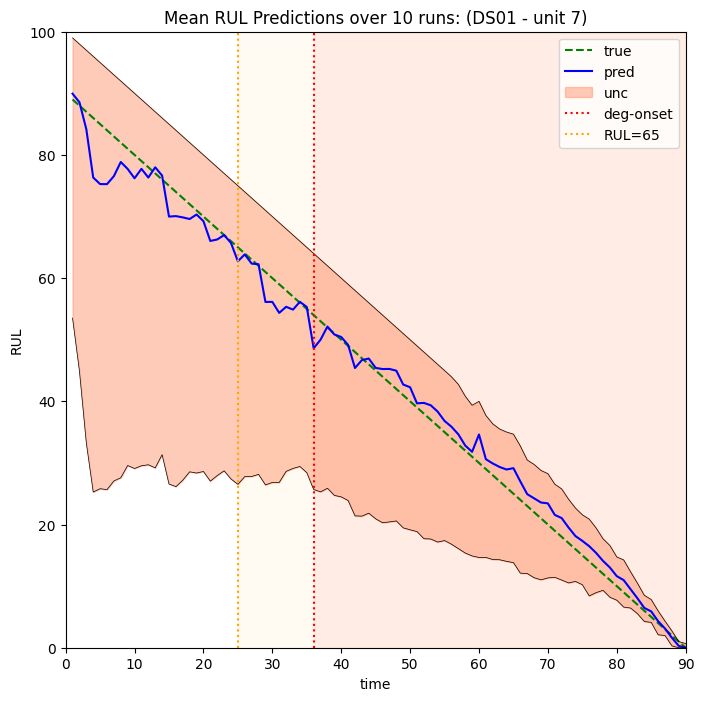 Mean RUL Predictions over 10 runs: (DS01 - unit 7)
true
pred
unc
deg-onset
RUL=65
100
80
60
40
20
0
RUL
0 10 20 30 40 50 60 70 80 90
time